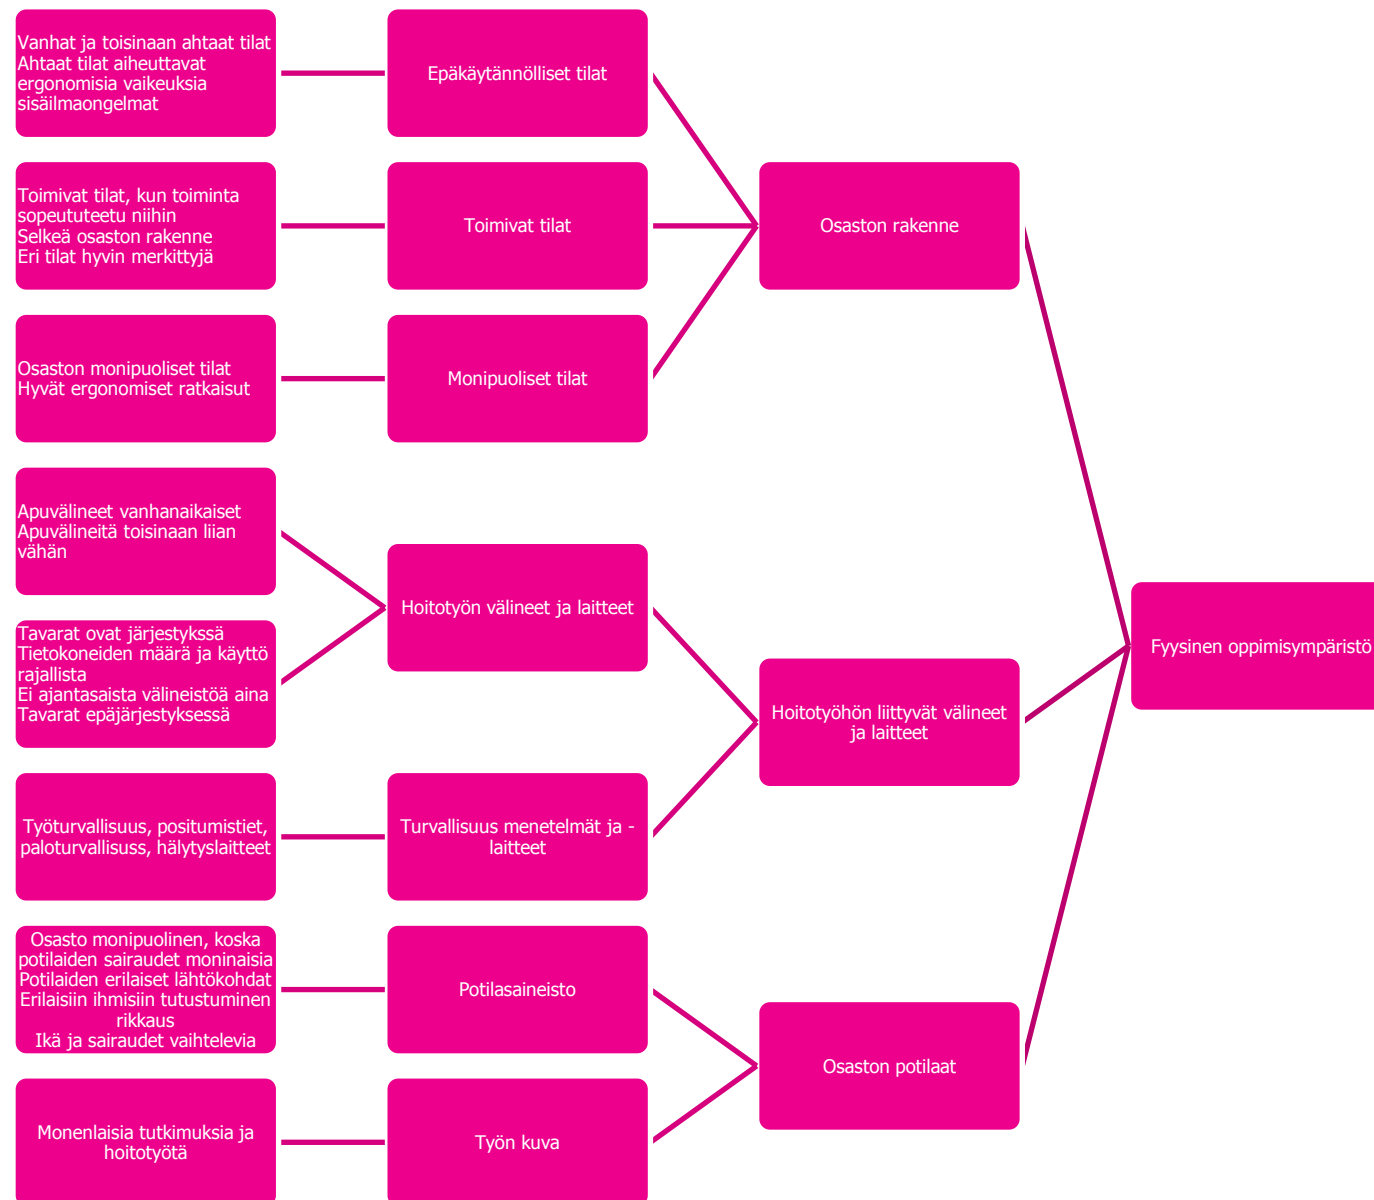 Vanhat ja toisinaan ahtaat tilat
Ahtaat tilat aiheuttavat
ergonomisia vaikeuksia
sisäilmaongelmat
Epäkäytännölliset tilat
Toimivat tilat, kun toiminta
sopeututeetu niihin
Selkeä osaston rakenne
Eri tilat hyvin merkittyjä
Toimivat tilat
Osaston rakenne
Osaston monipuoliset tilat
Hyvät ergonomiset ratkaisut
Monipuoliset tilat
Apuvälineet vanhanaikaiset
Apuvälineitä toisinaan liian
vähän
Hoitotyön välineet ja laitteet
Tavarat ovat järjestykssä
Tietokoneiden määrä ja käyttö
rajallista
Ei ajantasaista välineistöä aina
Tavarat epäjärjestyksessä
Fyysinen oppimisympäristö
Hoitotyöhön liittyvät välineet
ja laitteet
Työturvallisuus, positumistiet,
paloturvallisuss, hälytyslaitteet
Turvallisuus menetelmät ja -
laitteet
Osasto monipuolinen, koska
potilaiden sairaudet moninaisia
Potilaiden erilaiset lähtökohdat
Erilaisiin ihmisiin tutustuminen
rikkaus
Ikä ja sairaudet vaihtelevia
Potilasaineisto
Osaston potilaat
Monenlaisia tutkimuksia ja
hoitotyötä
Työn kuva